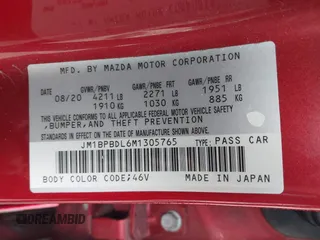 MFD. BY MAZDA MOTOR CORPORATION
GVWR/PNBV GAWR/PNBE FRT GAWR/PNBE RR
08/20 4211 LB 2271 LB 1951 LB
1910 KG 1030 KG 885 KG
THIS VEHICLE CONFORMS TO ALL APPLICABLE FEDERAL MOTOR VEHICLE SAFETY
,BUMPER,AND THEFT PREVENTION
STANDARDS IN EFFECT ON THE DATE OF MANUFACTURE SHOWN ABOVE.
JM1BPBDL6M1305765 TYPE: PASS CAR
BODY COLOR CODE;46V MADE IN JAPAN
DREAMBID